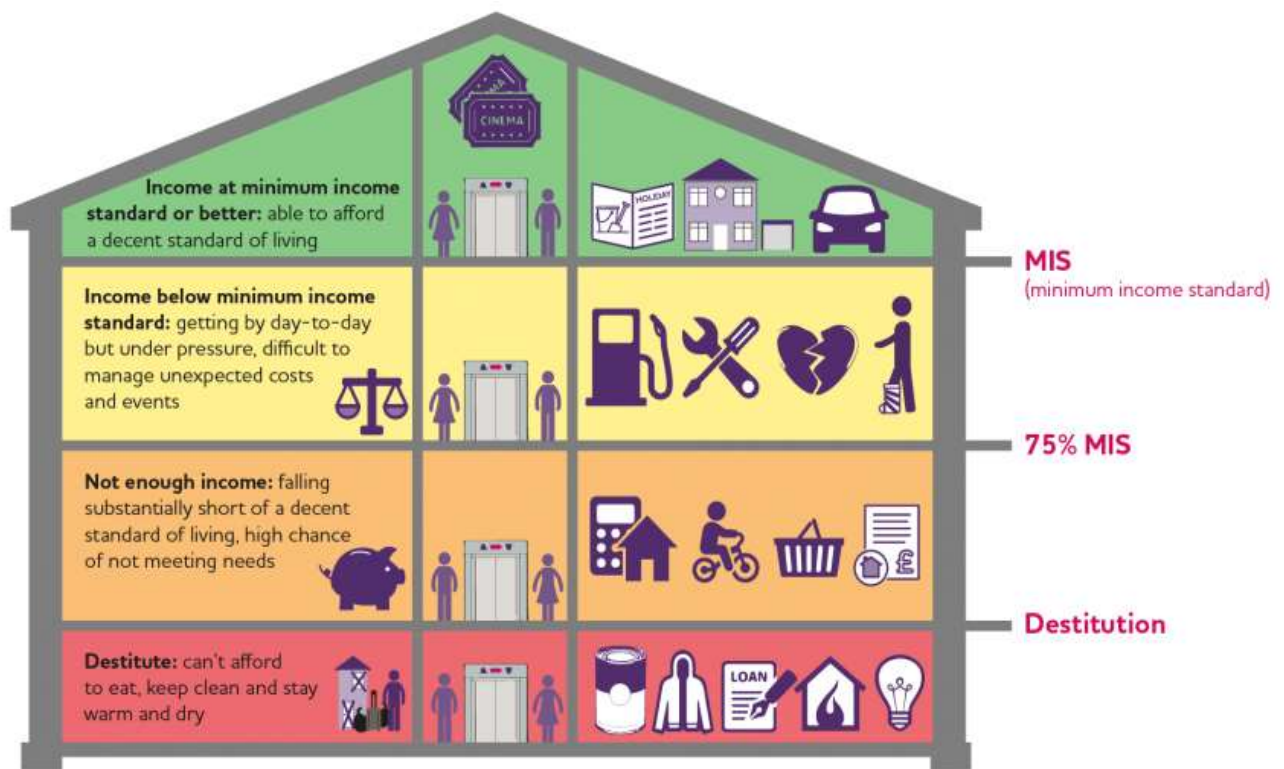 CINEMA
Income at minimum income
standard or better: able to afford
a decent standard of living
HOLIDAY
MIS
(minimum income standard)
Income below minimum income
standard: getting by day-to-day
but under pressure, difficult to
manage unexpected costs
and events
75% MIS
Not enough income: falling
substantially short of a decent
standard of living, high chance
of not meeting needs
£
Destitution
Destitute: can't afford
to eat, keep clean and stay
warm and dry
LOAN